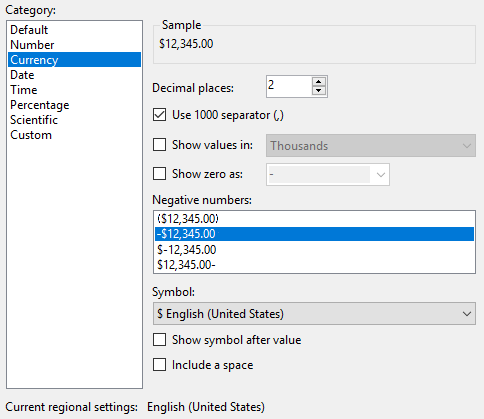 Category:
Default
Number
Currency
Date
Time
Percentage
Scientific
Custom
Sample
$12,345.00
Decimal places: 2
Use 1000 separator (,)
Show values in: Thousands
Show zero as: -
Negative numbers:
($12,345.00)
-$12,345.00
$-12,345.00
$12,345.00-
Symbol:
$ English (United States)
Show symbol after value
Include a space
Current regional settings: English (United States)